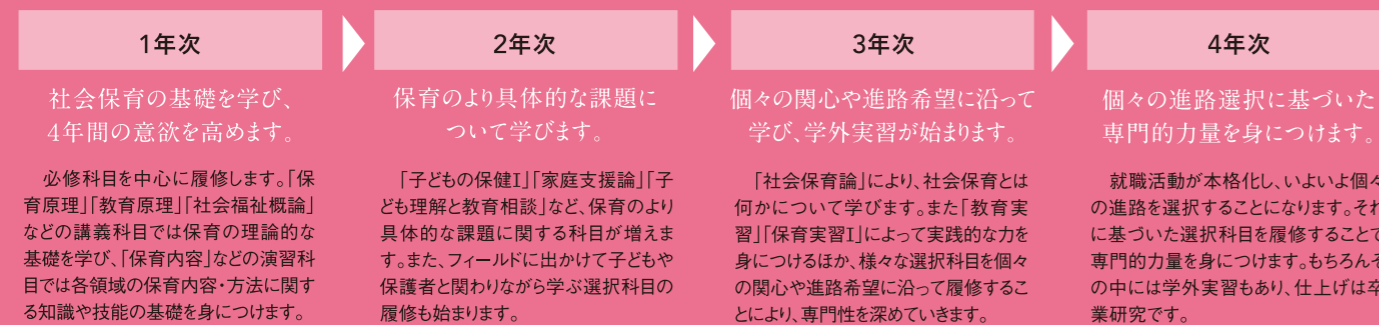 1年次
社会保育の基礎を学び、
4年間の意欲を高めます。
必修科目を中心に履修します。「保
育原理」「教育原理」「社会福祉概論」
などの講義科目では保育の理論的な
基礎を学び、「保育内容」などの演習科
目では各領域の保育内容・方法に関す
る知識や技能の基礎を身につけます。
2年次
保育のより具体的な課題に
ついて学びます。
「子どもの保健I」「家庭支援論」「子
ども理解と教育相談」など、保育のより
具体的な課題に関する科目が増えま
す。また、フィールドに出かけて子どもや
保護者と関わりながら学ぶ選択科目の
履修も始まります。
3年次
個々の関心や進路希望に沿って
学び、学外実習が始まります。
「社会保育論」により、社会保育とは
何かについて学びます。また「教育実
習」「保育実習I」によって実践的な力を
身につけるほか、様々な選択科目を個々
の関心や進路希望に沿って履修するこ
とにより、専門性を深めていきます。
4年次
個々の進路選択に基づいた
専門的力量を身につけます。
就職活動が本格化し、いよいよ個々
の進路を選択することになります。それ
に基づいた選択科目を履修することで
専門的力量を身につけます。もちろんそ
の中には学外実習もあり、仕上げは卒
業研究です。